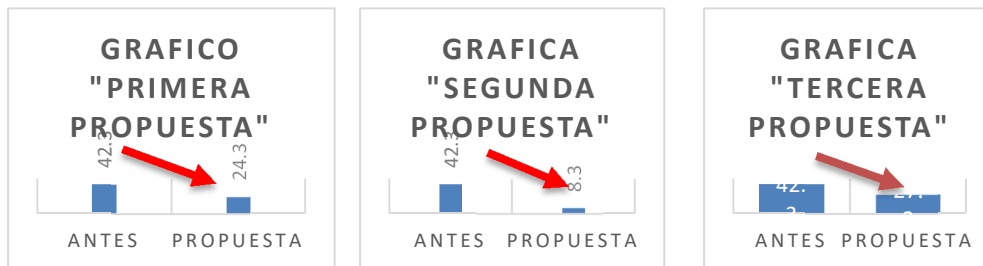 GRAFICO
"PRIMERA
PROPUESTA"
42.3
24.3
ANTES PROPUESTA
GRAFICA
"SEGUNDA
PROPUESTA"
42.3
8.3
ANTES PROPUESTA
GRAFICA
"TERCERA
PROPUESTA"
42.
ANTES PROPUESTA